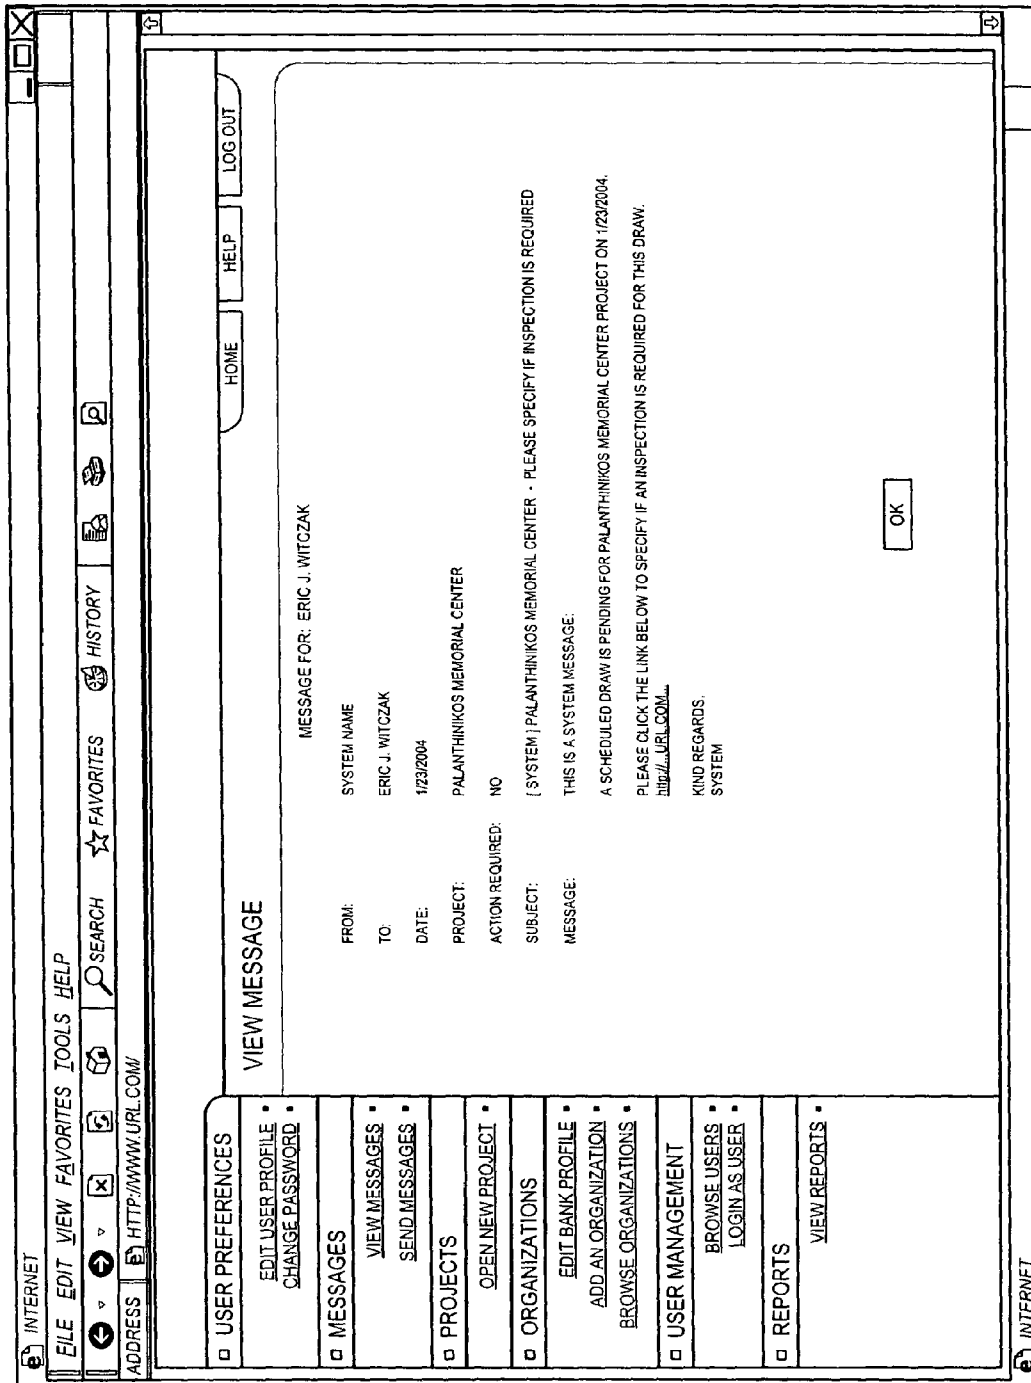 INTERNET
FILE EDIT VIEW FAVORITES TOOLS HELP
SEARCH FAVORITES HISTORY
ADDRESS HTTP://WWW.URL.COM/
HOME HELP LOG OUT
USER PREFERENCES
EDIT USER PROFILE
CHANGE PASSWORD
MESSAGES
VIEW MESSAGES
SEND MESSAGES
PROJECTS
OPEN NEW PROJECT
ORGANIZATIONS
EDIT BANK PROFILE
ADD AN ORGANIZATION
BROWSE ORGANIZATIONS
USER MANAGEMENT
BROWSE USERS
LOGIN AS USER
REPORTS
VIEW REPORTS
VIEW MESSAGE
MESSAGE FOR: ERIC J. WITCZAK
FROM: SYSTEM NAME
TO: ERIC J. WITCZAK
DATE: 1/23/2004
PROJECT: PALANTHINIKOS MEMORIAL CENTER
ACTION REQUIRED: NO
SUBJECT: [ SYSTEM ] PALANTHINIKOS MEMORIAL CENTER - PLEASE SPECIFY IF INSPECTION IS REQUIRED
MESSAGE: THIS IS A SYSTEM MESSAGE:
A SCHEDULED DRAW IS PENDING FOR PALANTHINIKOS MEMORIAL CENTER PROJECT ON 1/23/2004.
PLEASE CLICK THE LINK BELOW TO SPECIFY IF AN INSPECTION IS REQUIRED FOR THIS DRAW.
http://...URL.COM...
KIND REGARDS,
SYSTEM
OK
INTERNET